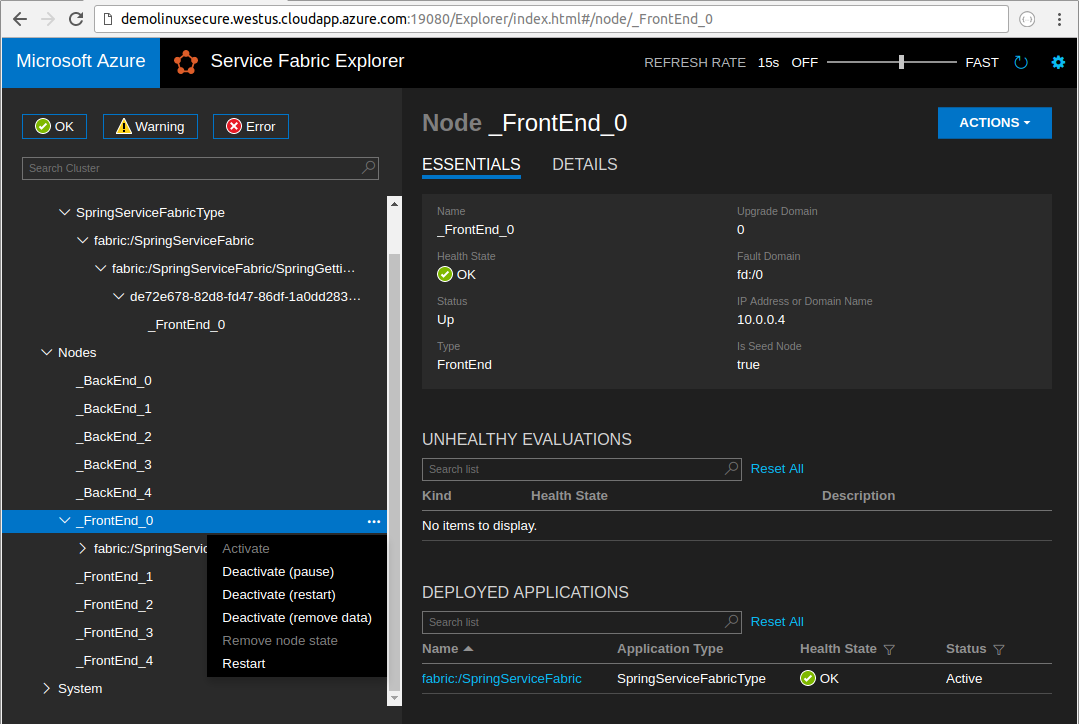 demolinuxsecure.westus.cloudapp.azure.com:19080/Explorer/index.html#/node/_FrontEnd_0
Microsoft Azure
Service Fabric Explorer
REFRESH RATE 15s OFF FAST
OK
Warning
Error
Search Cluster
SpringServiceFabricType
fabric:/SpringServiceFabric
fabric:/SpringServiceFabric/SpringGetti…
de72e678-82d8-fd47-86df-1a0dd283…
_FrontEnd_0
Nodes
_BackEnd_0
_BackEnd_1
_BackEnd_2
_BackEnd_3
_BackEnd_4
_FrontEnd_0
fabric:/SpringServic
_FrontEnd_1
_FrontEnd_2
_FrontEnd_3
_FrontEnd_4
System
Activate
Deactivate (pause)
Deactivate (restart)
Deactivate (remove data)
Remove node state
Restart
Node _FrontEnd_0
ACTIONS
ESSENTIALS DETAILS
Name
_FrontEnd_0
Health State
OK
Status
Up
Type
FrontEnd
Upgrade Domain
0
Fault Domain
fd:/0
IP Address or Domain Name
10.0.0.4
Is Seed Node
true
UNHEALTHY EVALUATIONS
Search list Reset All
Kind Health State Description
No items to display.
DEPLOYED APPLICATIONS
Search list Reset All
Name Application Type Health State Status
fabric:/SpringServiceFabric SpringServiceFabricType OK Active